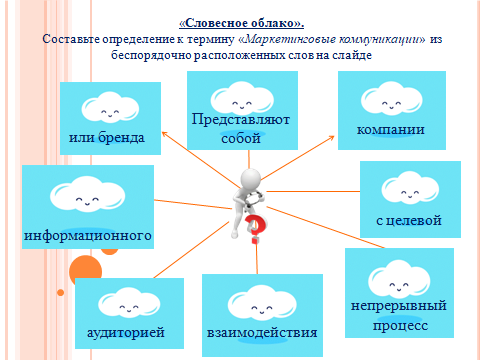 «Словесное облако».
Составьте определение к термину «Маркетинговые коммуникации» из
беспорядочно расположенных слов на слайде
Представляют
собой
или бренда
компании
информационного
с целевой
аудиторией
взаимодействия
непрерывный
процесс